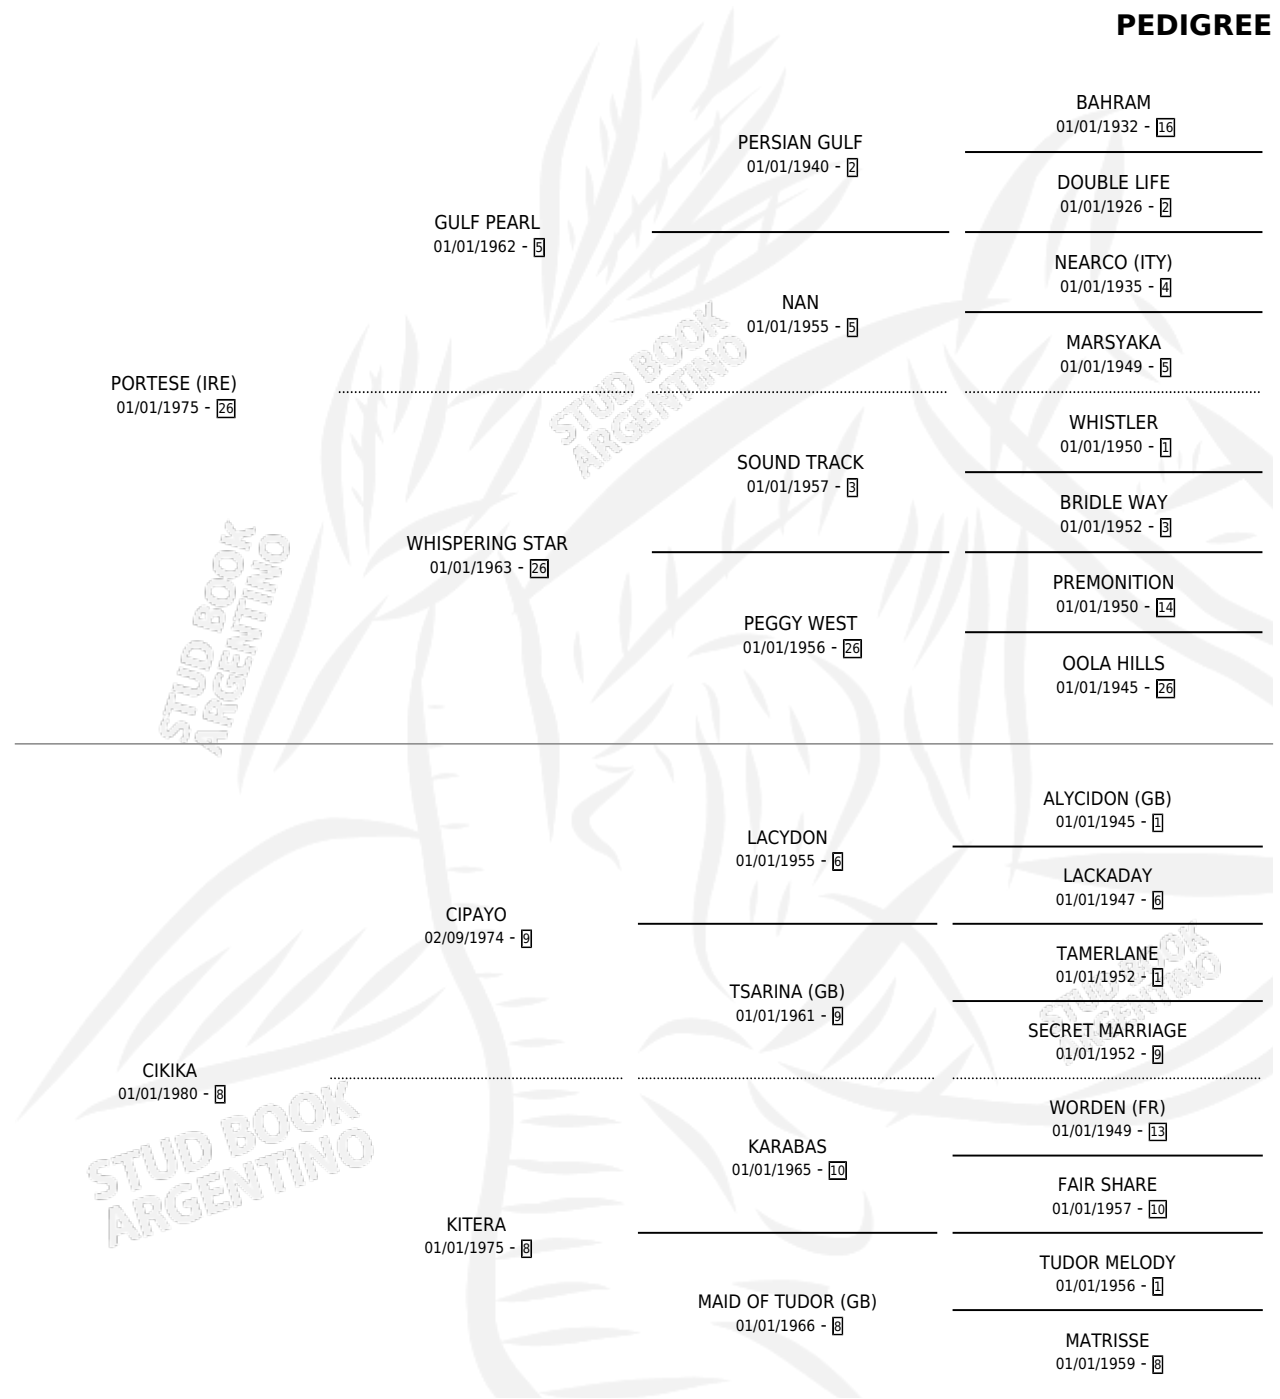 PEDIGREE
BAHRAM
01/01/1932 - 16
PERSIAN GULF
01/01/1940 - 2
DOUBLE LIFE
01/01/1926 - 2
GULF PEARL
01/01/1962 - 5
NEARCO (ITY)
01/01/1935 - 4
NAN
01/01/1955 - 5
MARSYAKA
01/01/1949 - 5
PORTESE (IRE)
01/01/1975 - 26
WHISTLER
01/01/1950 - 1
SOUND TRACK
01/01/1957 - 3
BRIDLE WAY
01/01/1952 - 3
WHISPERING STAR
01/01/1963 - 26
PREMONITION
01/01/1950 - 14
PEGGY WEST
01/01/1956 - 26
OOLA HILLS
01/01/1945 - 26
ALYCIDON (GB)
01/01/1945 - 1
LACYDON
01/01/1955 - 6
LACKADAY
01/01/1947 - 6
CIPAYO
02/09/1974 - 9
TAMERLANE
01/01/1952 - 1
TSARINA (GB)
01/01/1961 - 9
SECRET MARRIAGE
01/01/1952 - 9
CIKIKA
01/01/1980 - 8
WORDEN (FR)
01/01/1949 - 13
KARABAS
01/01/1965 - 10
FAIR SHARE
01/01/1957 - 10
KITERA
01/01/1975 - 8
TUDOR MELODY
01/01/1956 - 1
MAID OF TUDOR (GB)
01/01/1966 - 8
MATRISSE
01/01/1959 - 8
STUD BOOK
ARGENTINO
STUD BOOK
ARGENTINO
STUD BOOK
ARGENTINO
STUD BOOK
ARGENTINO